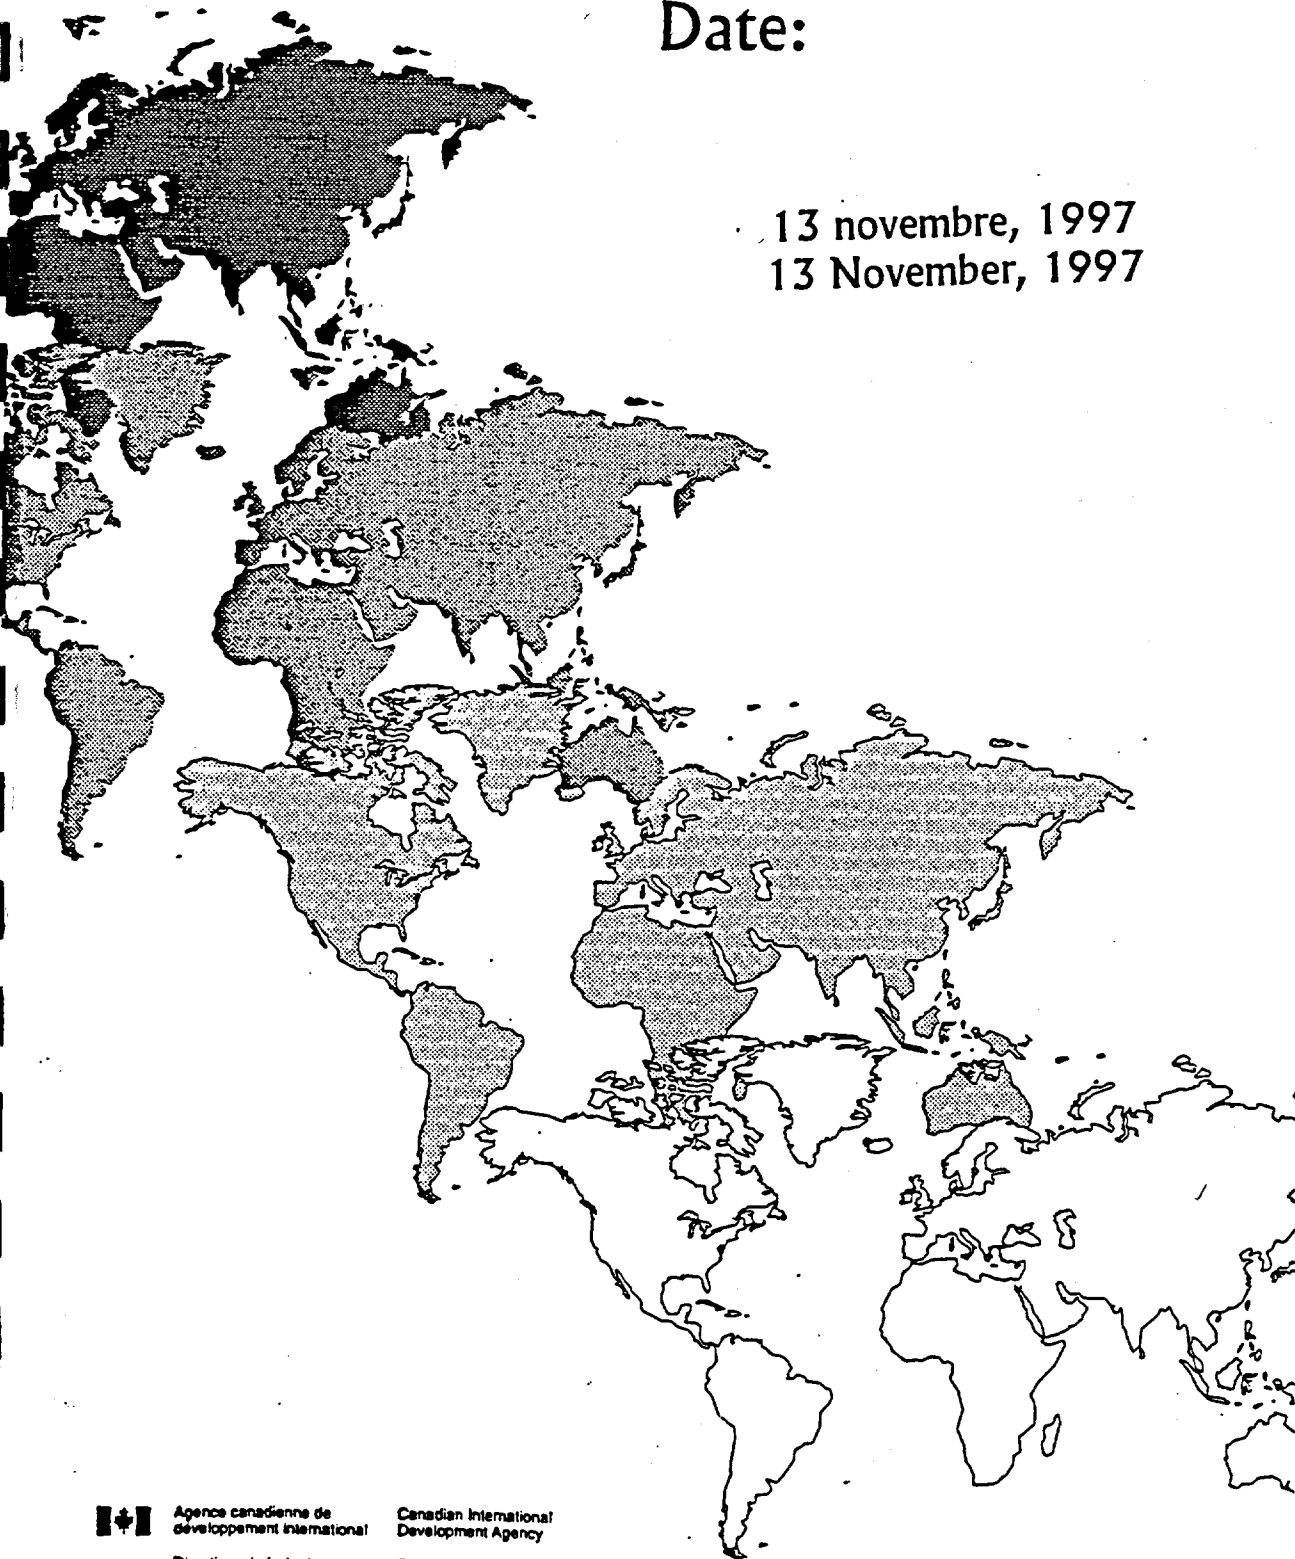 Date:
13 novembre, 1997
13 November, 1997
Agence canadienne de
développement international
Canadian International
Development Agency